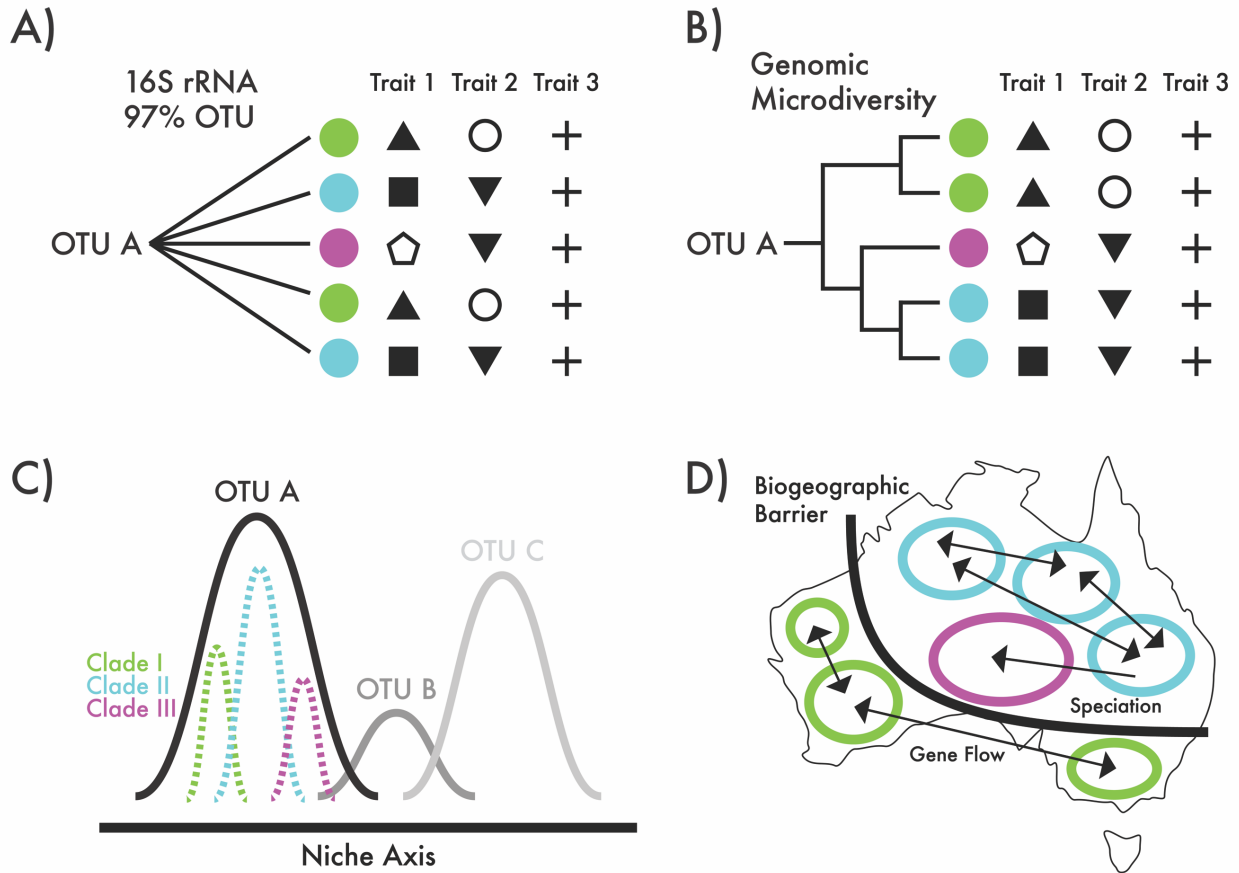 A)
16S rRNA
97% OTU
Trait 1 Trait 2 Trait 3
OTU A
B)
Genomic
Microdiversity
Trait 1 Trait 2 Trait 3
OTU A
C)
OTU A
OTU C
OTU B
Clade I
Clade II
Clade III
Niche Axis
D)
Biogeographic
Barrier
Speciation
Gene Flow